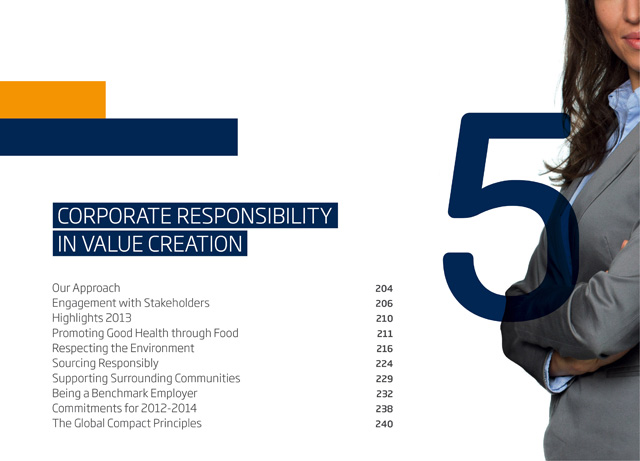 5
CORPORATE RESPONSIBILITY
IN VALUE CREATION
Our Approach 204
Engagement with Stakeholders 206
Highlights 2013 210
Promoting Good Health through Food 211
Respecting the Environment 216
Sourcing Responsibly 224
Supporting Surrounding Communities 229
Being a Benchmark Employer 232
Commitments for 2012-2014 238
The Global Compact Principles 240